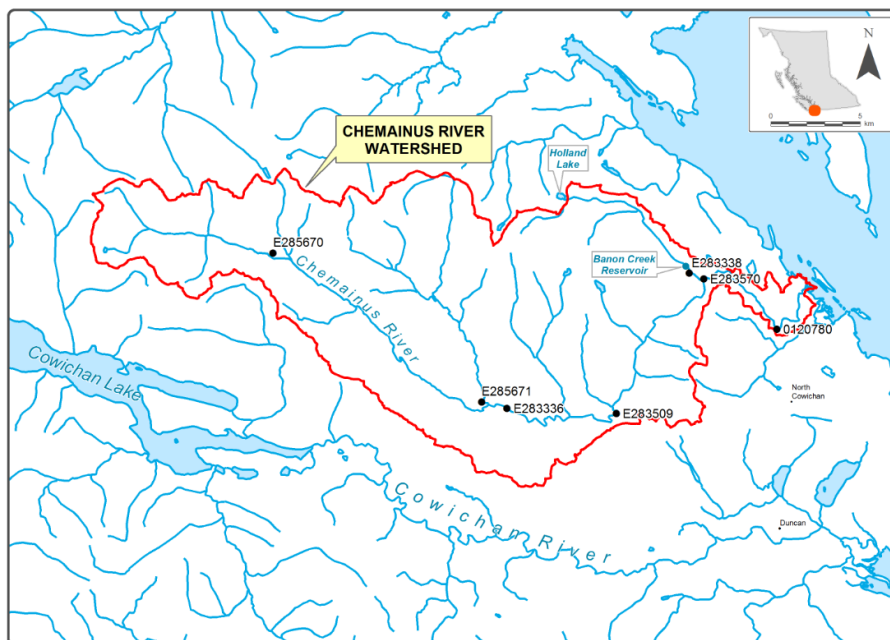 N
0 5
km
CHEMAINUS RIVER
WATERSHED
Holland
Lake
E285670
Banon Creek
Reservoir
E283338
E283570
Chemainus River
0120780
Cowichan Lake
E285671
E283336
E283509
North
Cowichan
Cowichan River
Duncan